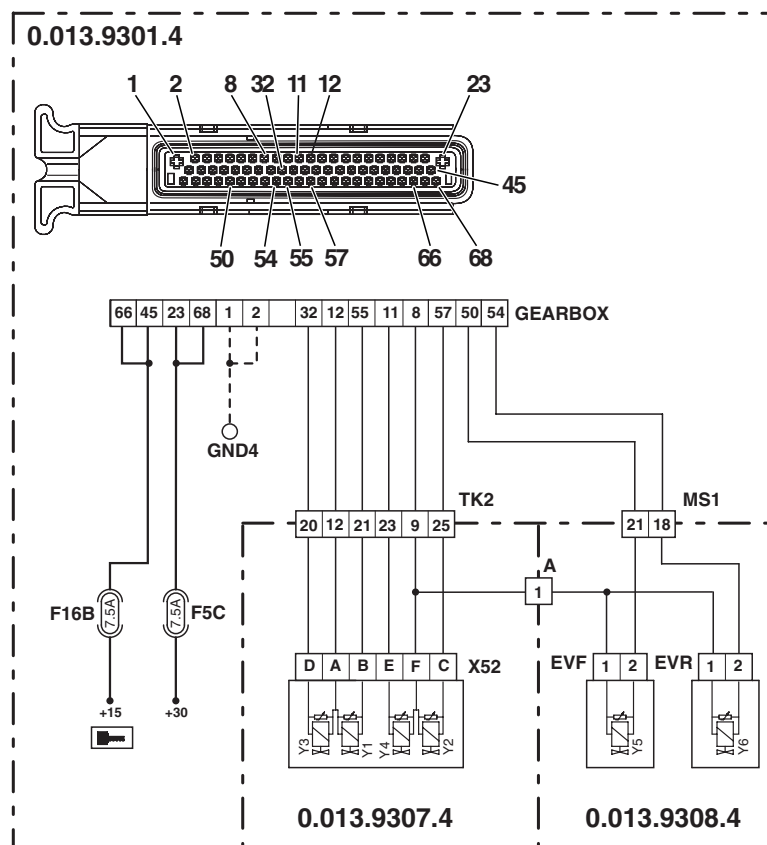 0.013.9301.4
1 2 8 32 11 12 23
45
50 54 55 57 66 68
66 45 23 68 1 2 32 12 55 11 8 57 50 54 GEARBOX
GND4
TK2 MS1
20 12 21 23 9 25 21 18
A
1
F16B 7.5A 7.5A F5C
D A B E F C X52 EVF 1 2 EVR 1 2
+15 +30
Y3 Y1 Y4 Y2 Y5 Y6
0.013.9307.4 0.013.9308.4